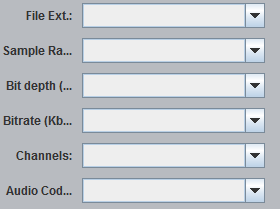 File Ext.:
Sample Ra...
Bit depth (...
Bitrate (Kb...
Channels:
Audio Cod...